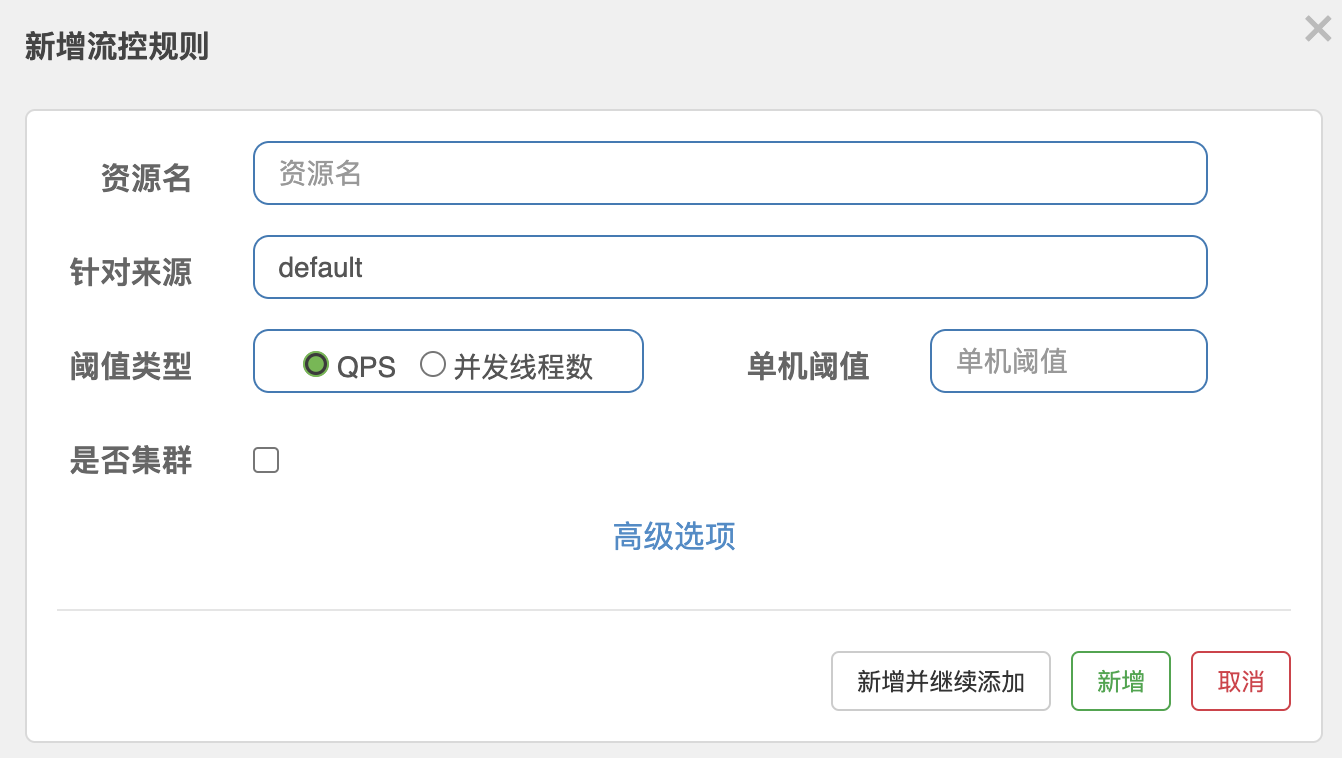 新增流控规则
资源名 资源名
针对来源 default
阈值类型 QPS 并发线程数 单机阈值 单机阈值
是否集群
高级选项
新增并继续添加 新增 取消